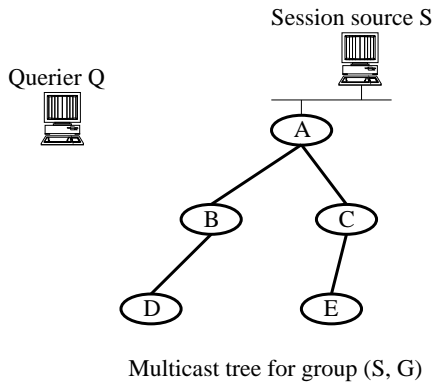 Session source S
Querier Q
A
B
C
D
E
Multicast tree for group (S, G)